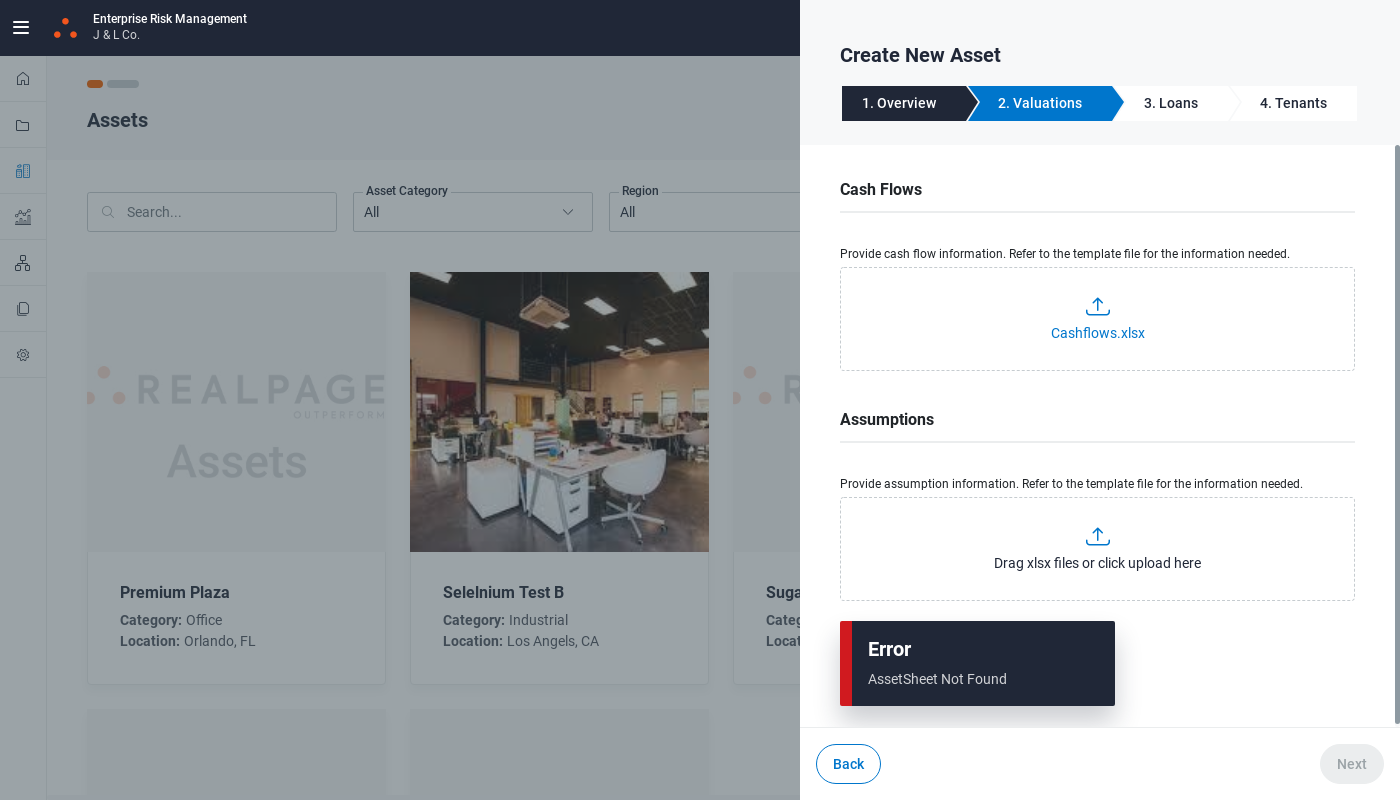 Enterprise Risk Management
J & L Co.
Assets
Search...
Asset Category
All
Region
All
REALPAGE
OUTPERFORM
Assets
R
Premium Plaza
Category: Office
Location: Orlando, FL
Selelnium Test B
Category: Industrial
Location: Los Angels, CA
Suga
Categ
Locat
Create New Asset
1. Overview
2. Valuations
3. Loans
4. Tenants
Cash Flows
Provide cash flow information. Refer to the template file for the information needed.
Cashflows.xlsx
Assumptions
Provide assumption information. Refer to the template file for the information needed.
Drag xlsx files or click upload here
Error
AssetSheet Not Found
Back
Next